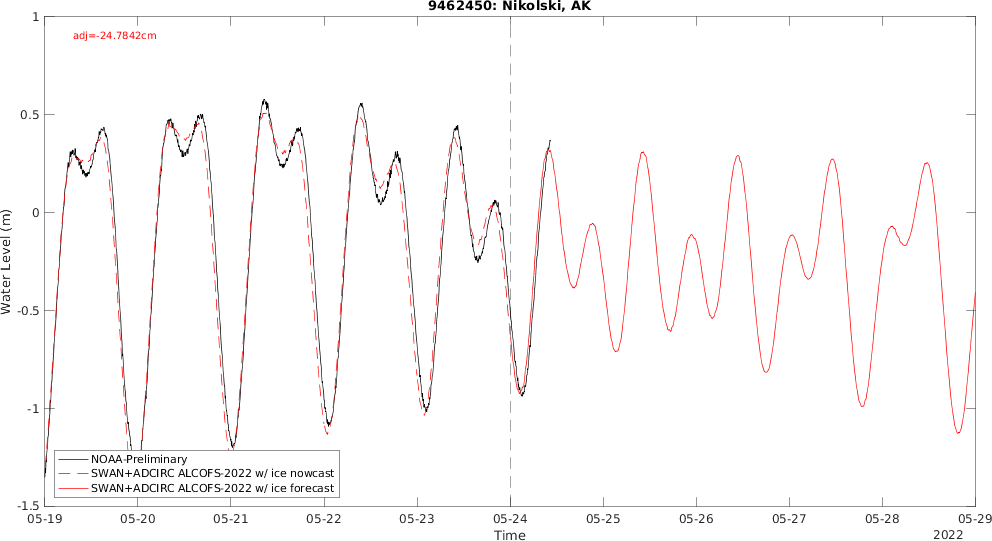 9462450: Nikolski, AK
adj=-24.7842cm
1
0.5
0
-0.5
-1
-1.5
Water Level (m)
NOAA-Preliminary
SWAN+ADCIRC ALCOFS-2022 w/ ice nowcast
SWAN+ADCIRC ALCOFS-2022 w/ ice forecast
05-19 05-20 05-21 05-22 05-23 05-24 05-25 05-26 05-27 05-28 05-29
Time
2022